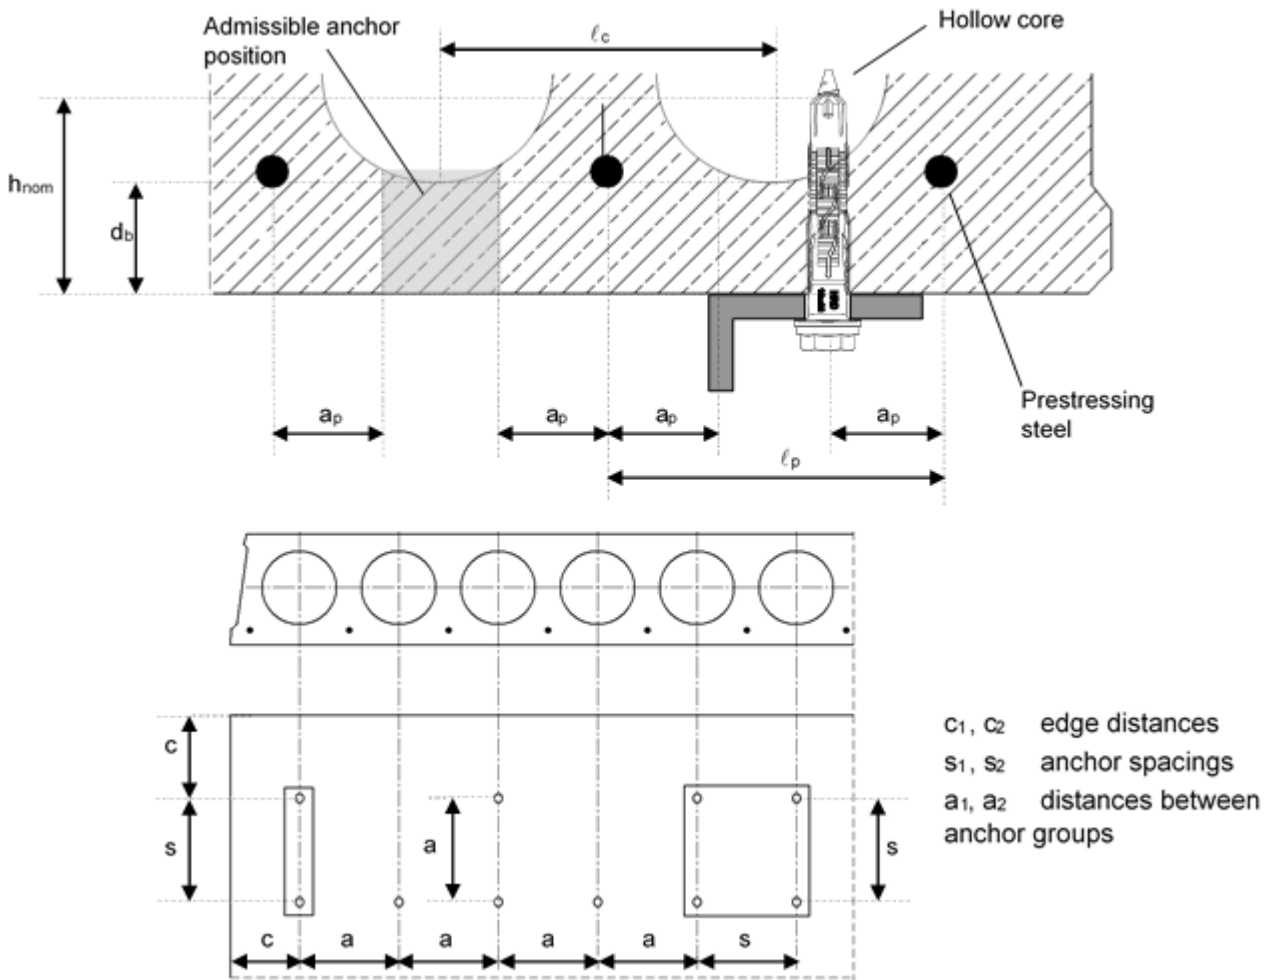 Admissible anchor
position
ℓc
Hollow core
hnom
db
ap
ap
ap
ap
Prestressing
steel
ℓp
c
s
a
s
c
a
a
a
a
s
c1, c2 edge distances
s1, s2 anchor spacings
a1, a2 distances between
anchor groups